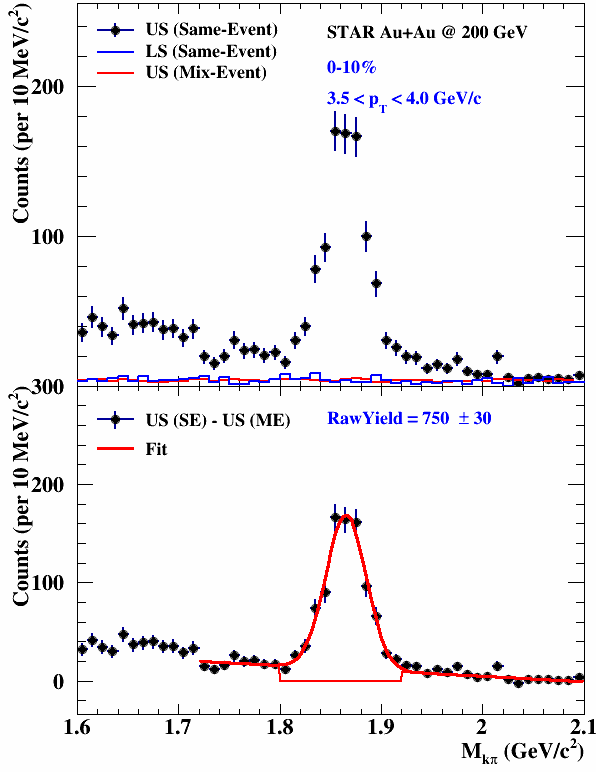 US (Same-Event)
LS (Same-Event)
US (Mix-Event)
STAR Au+Au @ 200 GeV
0-10%
3.5 < p_T < 4.0 GeV/c
Counts (per 10 MeV/c²)
200
100
300
US (SE) - US (ME)
Fit
RawYield = 750 ± 30
Counts (per 10 MeV/c²)
200
100
0
1.6 1.7 1.8 1.9 2 2.1
M_kπ (GeV/c²)